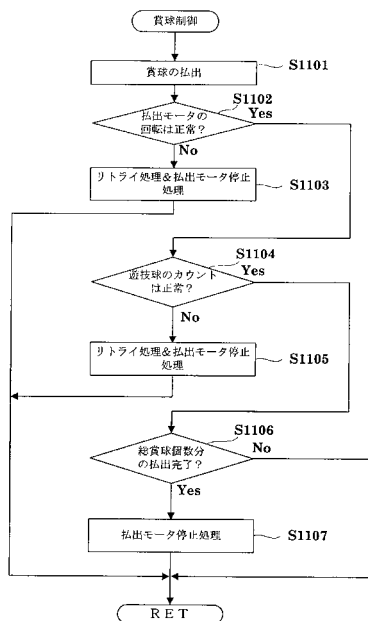 賞球制御
賞球の払出
S1101
S1102
払出モータの
回転は正常？
Yes
No
リトライ処理＆払出モータ停止
処理
S1103
S1104
遊技球のカウント
は正常？
Yes
No
リトライ処理＆払出モータ停止
処理
S1105
S1106
総賞球個数分
の払出完了？
No
Yes
払出モータ停止処理
S1107
RET